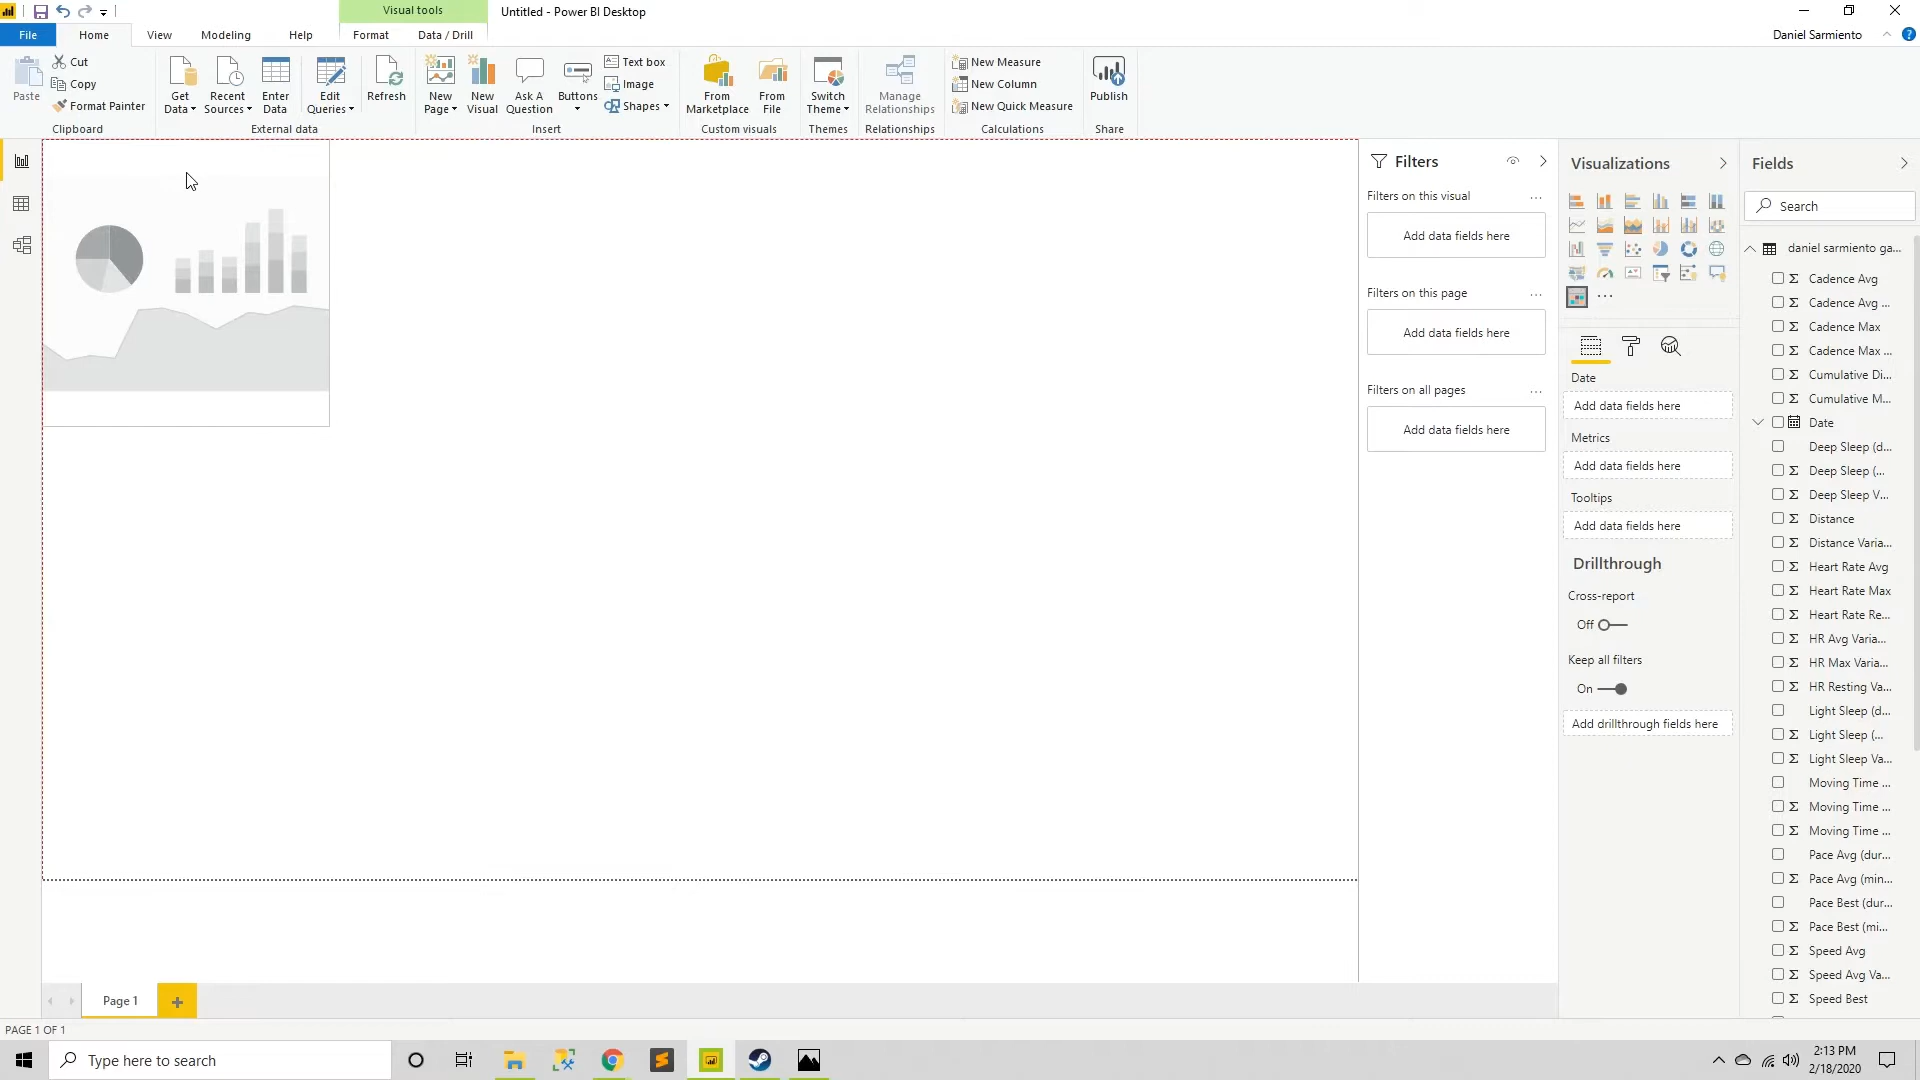 Visual tools
Untitled - Power BI Desktop
File
Home
View
Modeling
Help
Format
Data / Drill
Daniel Sarmiento
Paste
Cut
Copy
Format Painter
Clipboard
Get Data
Recent Sources
Enter Data
Edit Queries
Refresh
External data
New Page
New Visual
Ask A Question
Buttons
Text box
Image
Shapes
Insert
From Marketplace
From File
Custom visuals
Switch Theme
Themes
Manage Relationships
Relationships
New Measure
New Column
New Quick Measure
Calculations
Publish
Share
Filters
Filters on this visual
...
Add data fields here
Filters on this page
...
Add data fields here
Filters on all pages
...
Add data fields here
Visualizations
Date
Add data fields here
Metrics
Add data fields here
Tooltips
Add data fields here
Drillthrough
Cross-report
Off
Keep all filters
On
Add drillthrough fields here
Fields
Search
daniel sarmiento ga...
Σ Cadence Avg
Σ Cadence Avg ...
Σ Cadence Max
Σ Cadence Max ...
Σ Cumulative Di...
Σ Cumulative M...
Date
Deep Sleep (d...
Σ Deep Sleep (...
Σ Deep Sleep V...
Σ Distance
Σ Distance Varia...
Σ Heart Rate Avg
Σ Heart Rate Max
Σ Heart Rate Re...
Σ HR Avg Varia...
Σ HR Max Varia...
Σ HR Resting Va...
Light Sleep (d...
Σ Light Sleep (...
Σ Light Sleep Va...
Moving Time ...
Σ Moving Time ...
Σ Moving Time ...
Pace Avg (dur...
Σ Pace Avg (min...
Pace Best (dur...
Σ Pace Best (mi...
Σ Speed Avg
Σ Speed Avg Va...
Σ Speed Best
Page 1
PAGE 1 OF 1
Type here to search
2:13 PM
2/18/2020